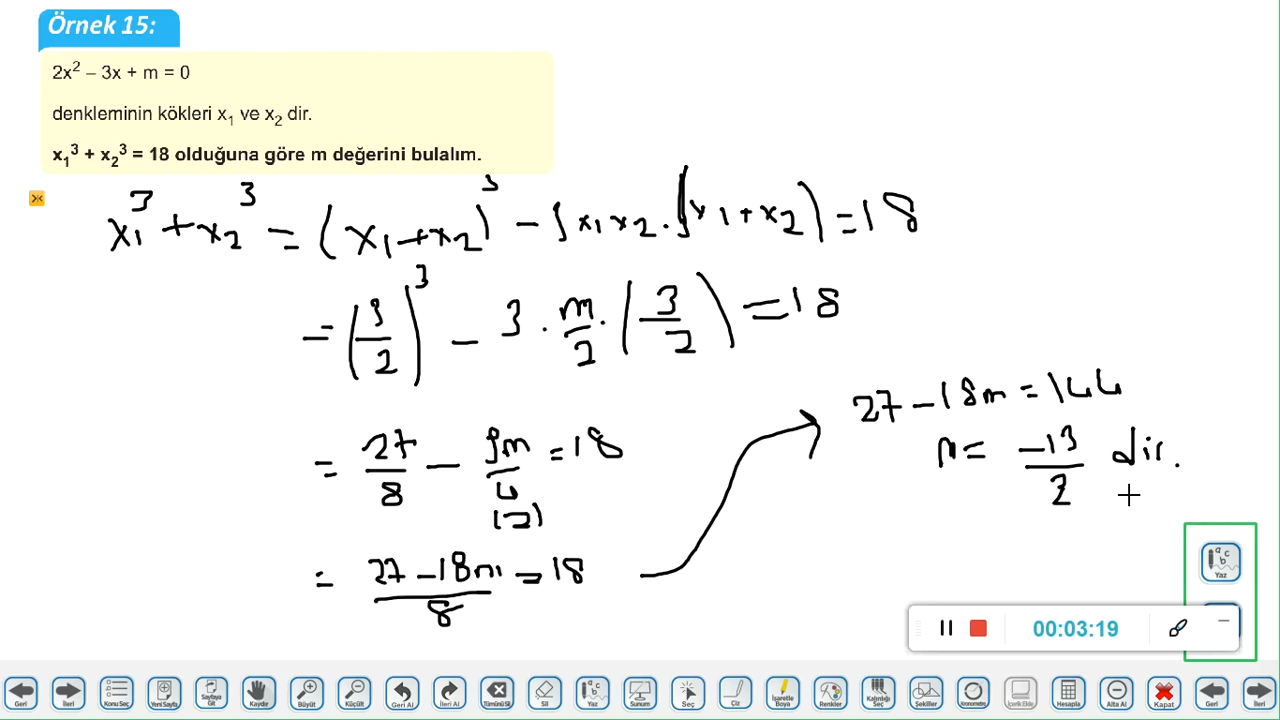 Örnek 15:
2x² – 3x + m = 0
denkleminin kökleri x₁ ve x₂ dir.
x₁³ + x₂³ = 18 olduğuna göre m değerini bulalım.
x₁³ + x₂³ = (x₁ + x₂)³ – 3x₁x₂.(x₁ + x₂) = 18
= (3/2)³ – 3 . m/2 . (3/2) = 18
= 27/8 – 9m/4 = 18
(2)
= 27 – 18m/8 = 18
27 – 18m = 144
m = –13/2 dir.
Yaz
00:03:19
Geri İleri Konu Seç Yeni Sayfa Sayfaya Git Kaydır Büyüt Küçült Geri Al İleri Al Tümünü Sil Sil Yaz Sunum Seç Çiz İşaretle Boya Renkler Kalınlığı Seç Şekiller Kronometre İçerik Ekle Hesapla Alta Al Kapat Geri İleri